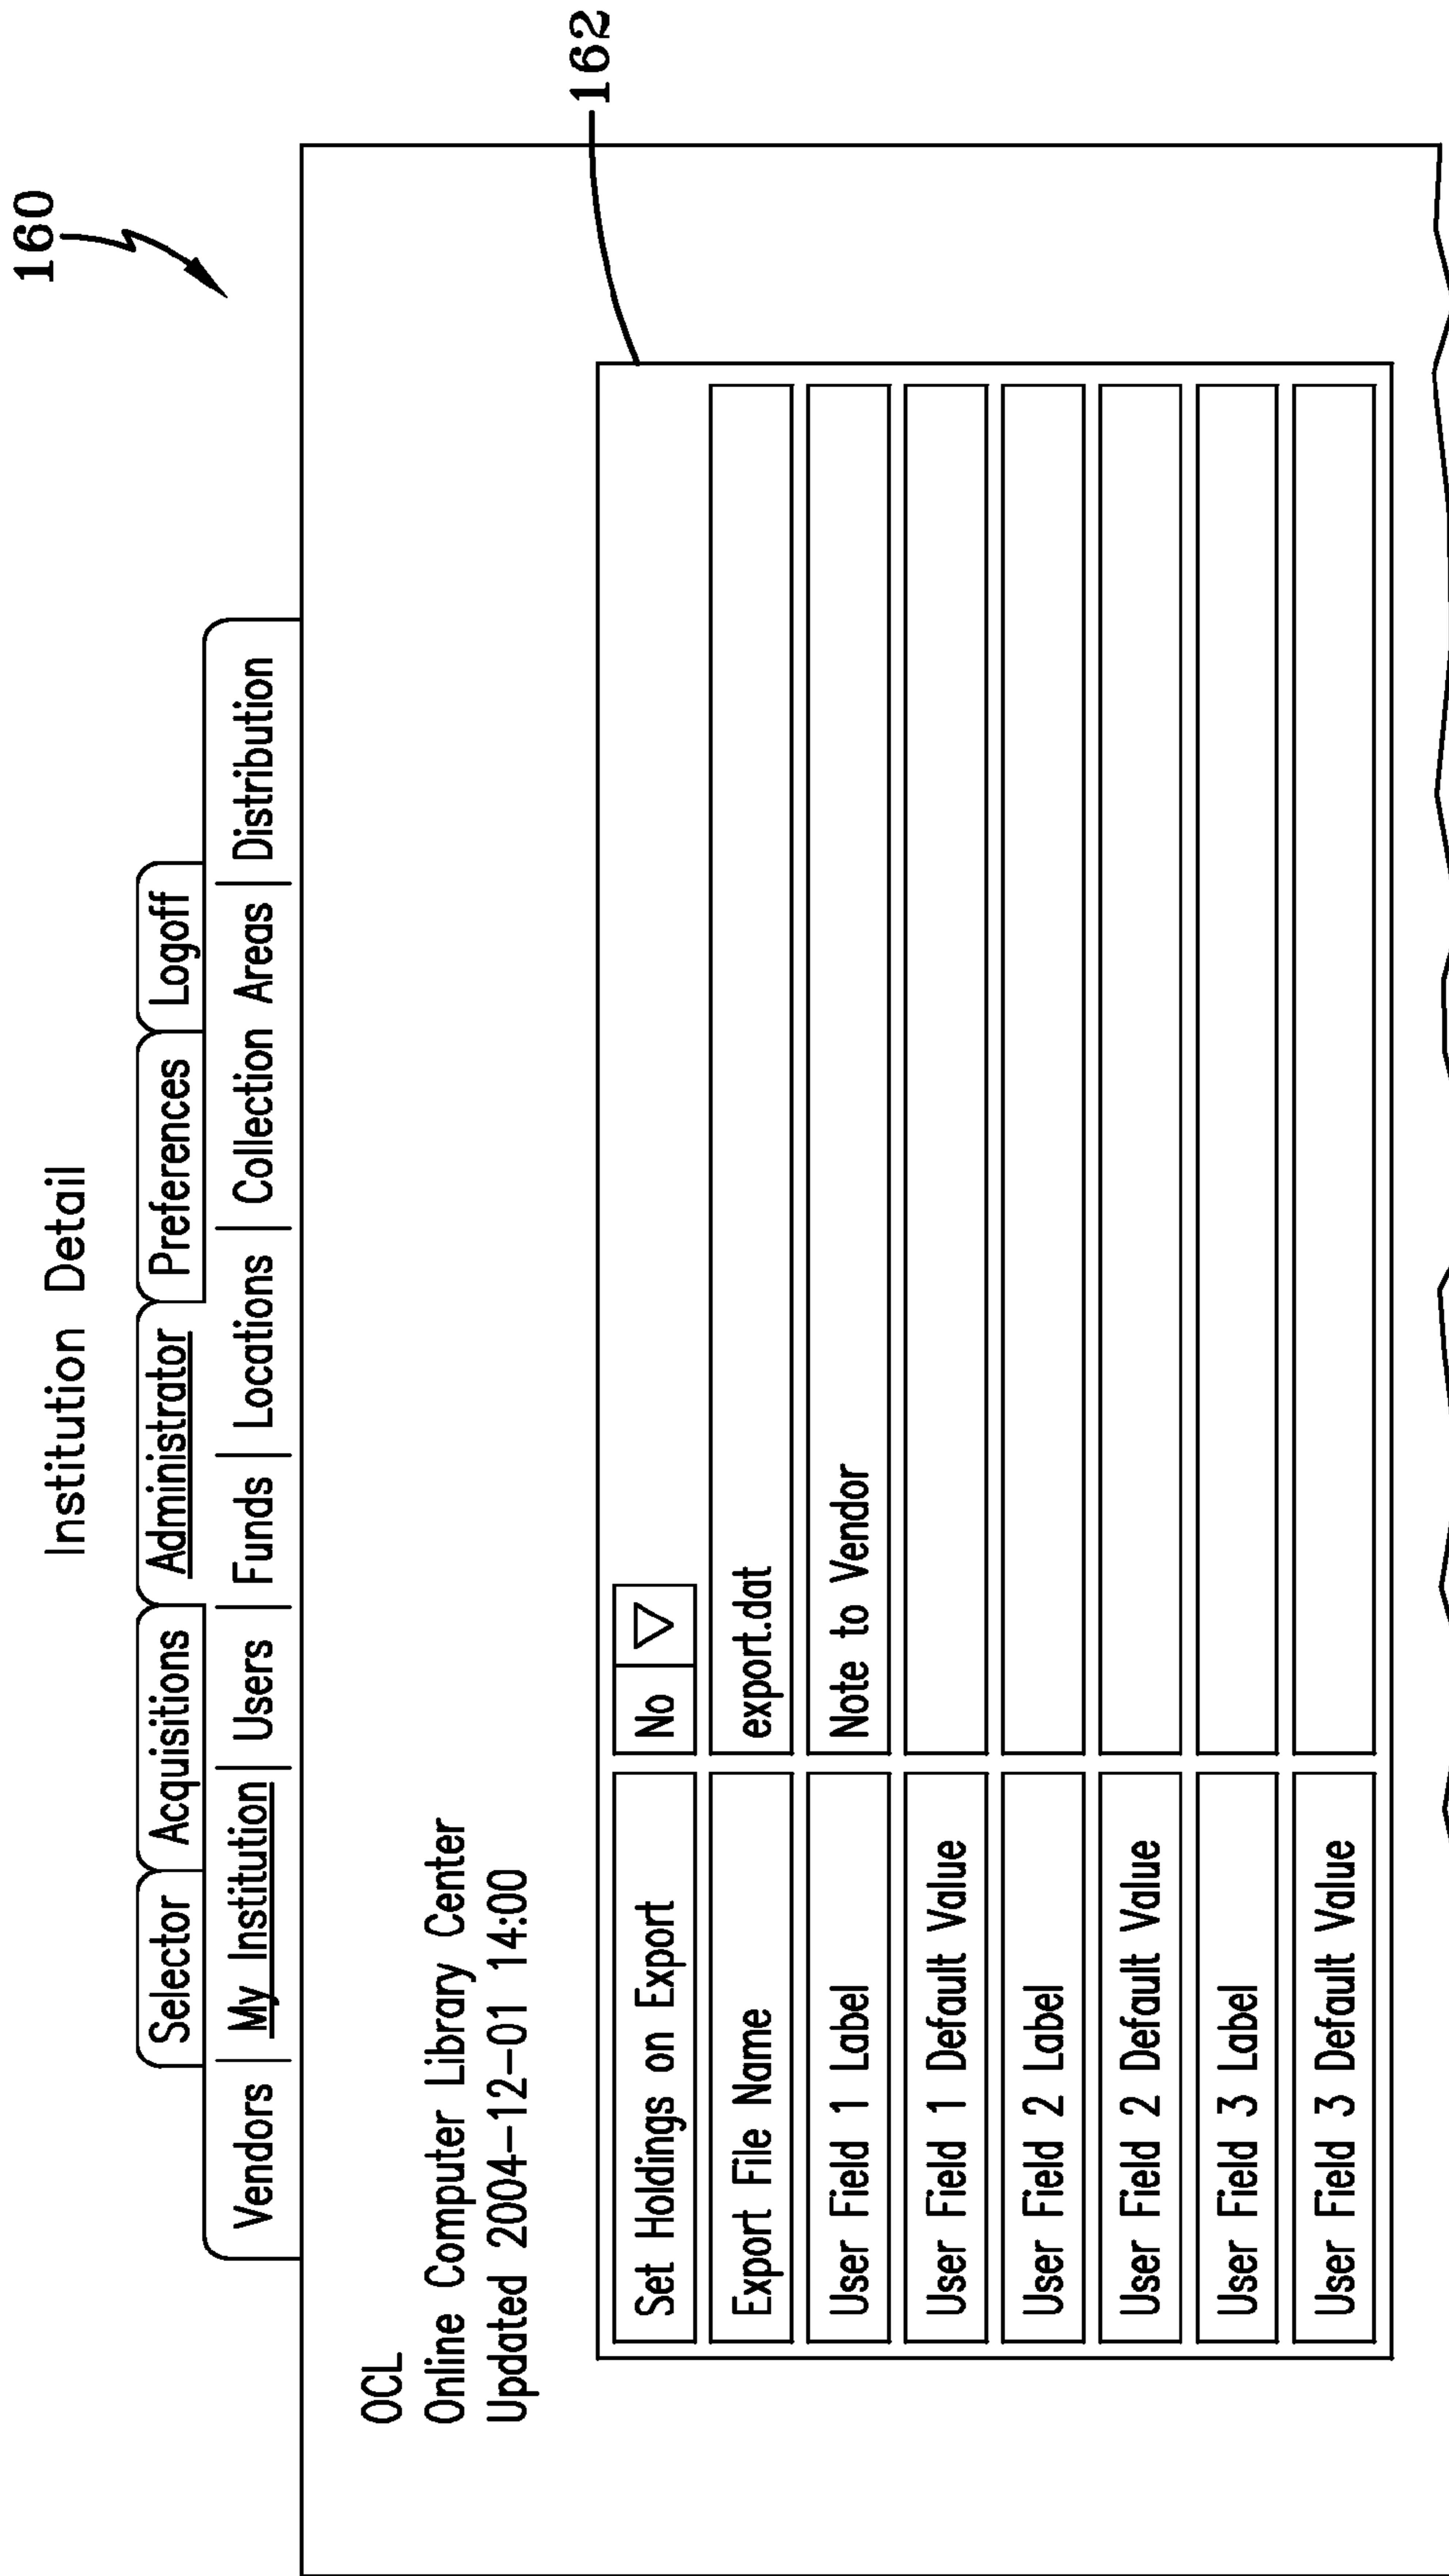 Institution Detail
160
Selector Acquisitions Administrator Preferences Logoff
Vendors My Institution Users Funds Locations Collection Areas Distribution
OCL
Online Computer Library Center
Updated 2004-12-01 14:00
162
Set Holdings on Export No
Export File Name export.dat
User Field 1 Label Note to Vendor
User Field 1 Default Value
User Field 2 Label
User Field 2 Default Value
User Field 3 Label
User Field 3 Default Value